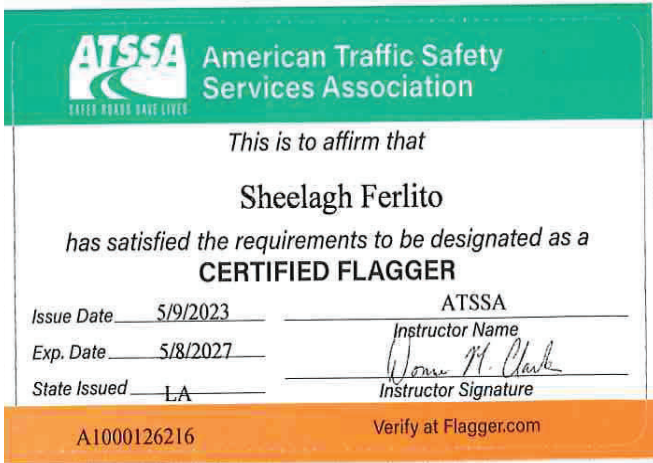 ATSSA
SAFER ROADS SAVE LIVES
American Traffic Safety
Services Association
This is to affirm that
Sheelagh Ferlito
has satisfied the requirements to be designated as a
CERTIFIED FLAGGER
Issue Date 5/9/2023
ATSSA
Instructor Name
Exp. Date 5/8/2027
M. Clark
State Issued LA
Instructor Signature
A1000126216
Verify at Flagger.com